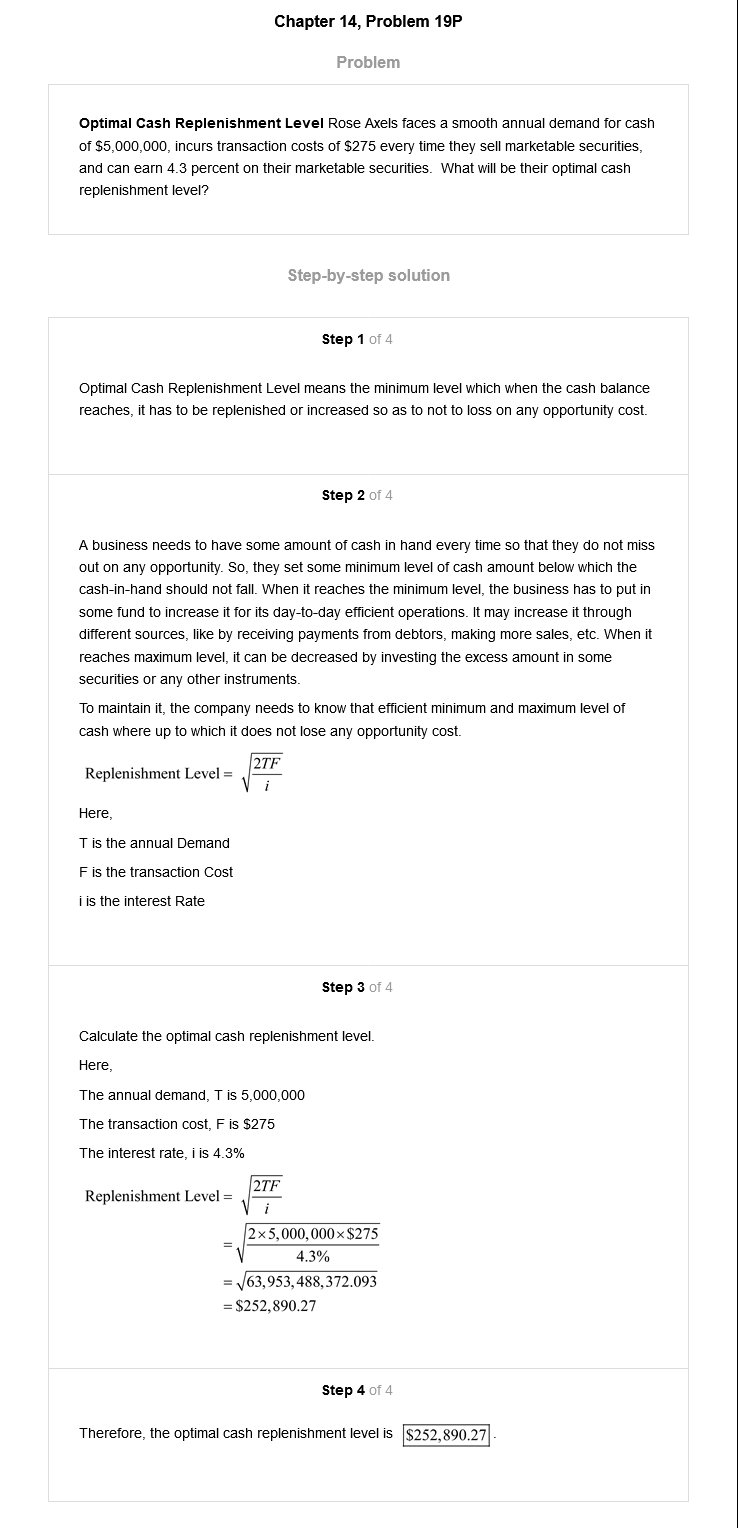 Chapter 14, Problem 19P
Problem
Optimal Cash Replenishment Level Rose Axels faces a smooth annual demand for cash
of $5,000,000, incurs transaction costs of $275 every time they sell marketable securities,
and can earn 4.3 percent on their marketable securities.  What will be their optimal cash
replenishment level?
Step-by-step solution
Step 1 of 4
Optimal Cash Replenishment Level means the minimum level which when the cash balance
reaches, it has to be replenished or increased so as to not to loss on any opportunity cost.
Step 2 of 4
A business needs to have some amount of cash in hand every time so that they do not miss
out on any opportunity. So, they set some minimum level of cash amount below which the
cash-in-hand should not fall. When it reaches the minimum level, the business has to put in
some fund to increase it for its day-to-day efficient operations. It may increase it through
different sources, like by receiving payments from debtors, making more sales, etc. When it
reaches maximum level, it can be decreased by investing the excess amount in some
securities or any other instruments.
To maintain it, the company needs to know that efficient minimum and maximum level of
cash where up to which it does not lose any opportunity cost.
Replenishment Level = √(2TF / i)
Here,
T is the annual Demand
F is the transaction Cost
i is the interest Rate
Step 3 of 4
Calculate the optimal cash replenishment level.
Here,
The annual demand, T is 5,000,000
The transaction cost, F is $275
The interest rate, i is 4.3%
Replenishment Level = √(2TF / i)
= √(2×5,000,000×$275 / 4.3%)
= √63,953,488,372.093
= $252,890.27
Step 4 of 4
Therefore, the optimal cash replenishment level is $252,890.27.